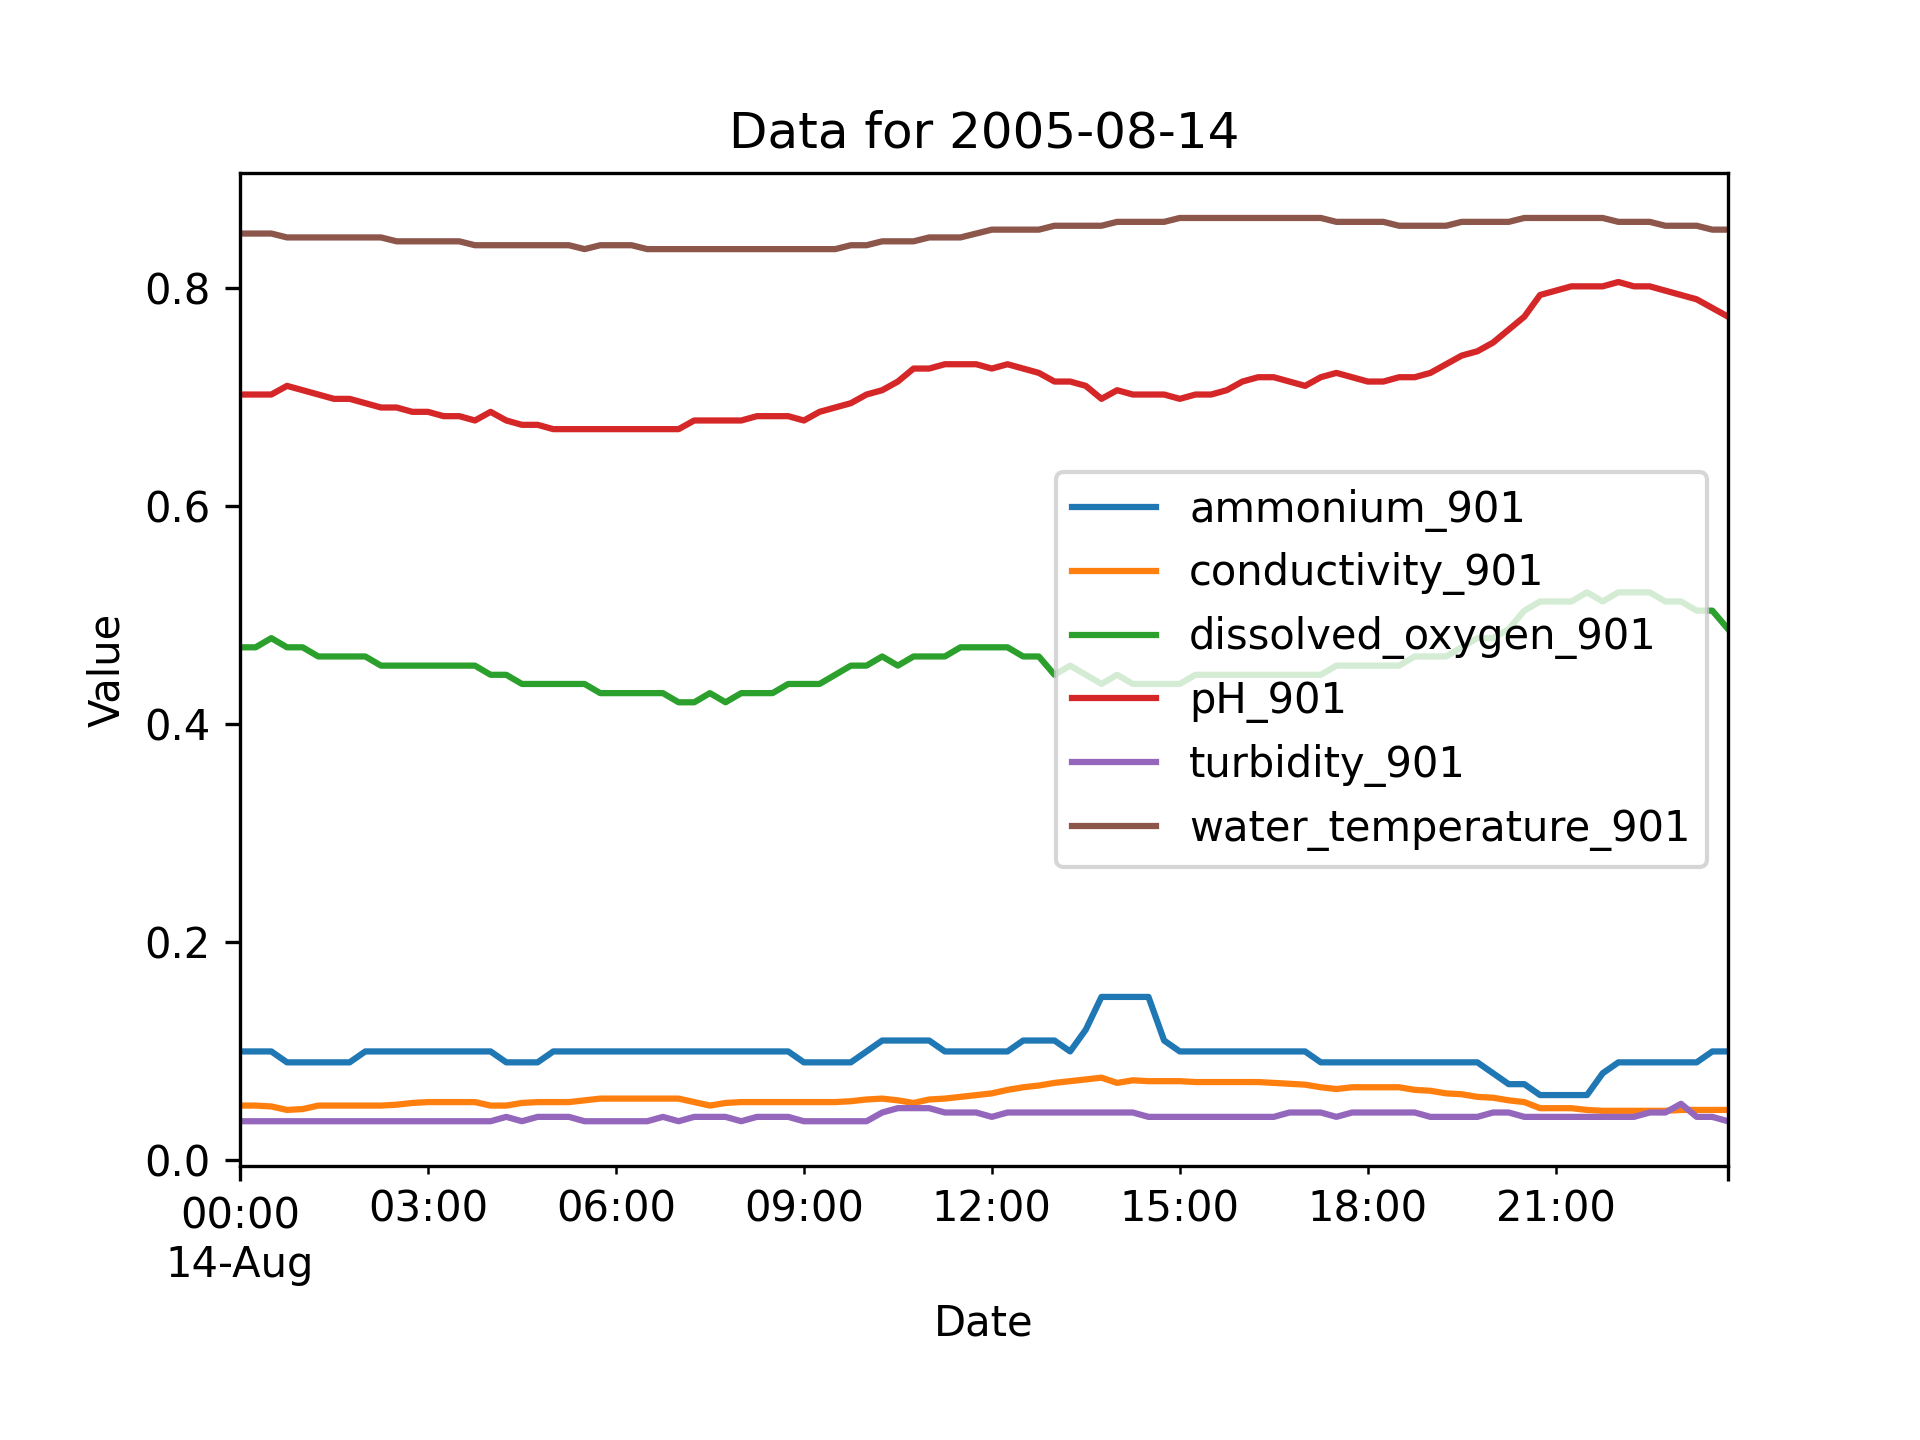 Data for 2005-08-14
Value
0.8
0.6
0.4
0.2
0.0
ammonium_901
conductivity_901
dissolved_oxygen_901
pH_901
turbidity_901
water_temperature_901
00:00 03:00 06:00 09:00 12:00 15:00 18:00 21:00
14-Aug
Date